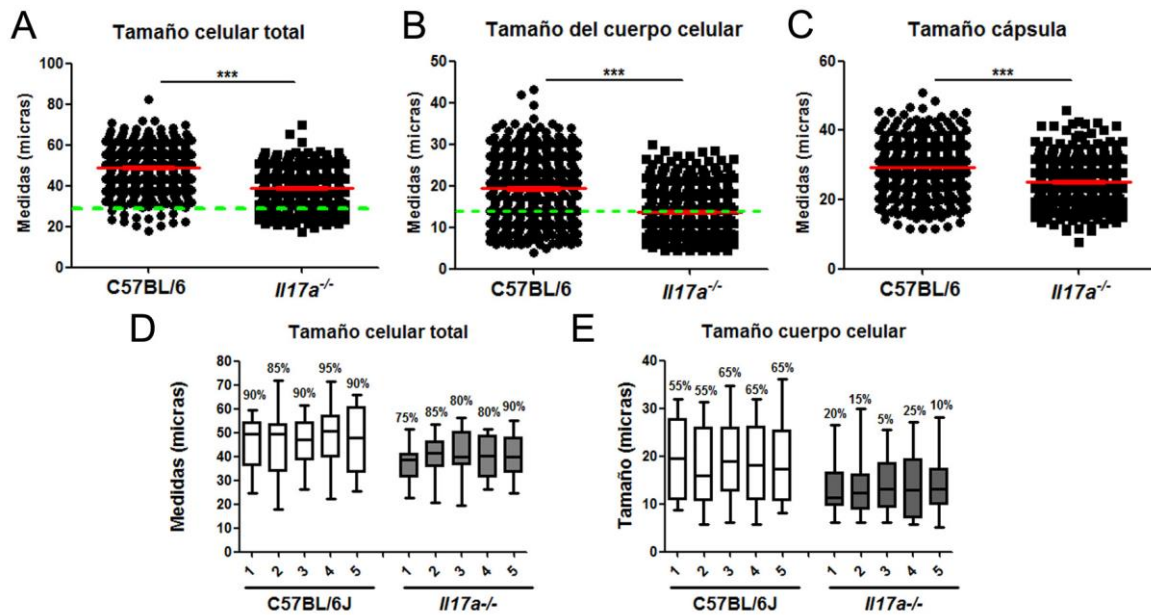 A
Tamaño celular total
Medidas (micras)
100
80
60
40
20
0
***
C57BL/6
Il17a-/-
B
Tamaño del cuerpo celular
Medidas (micras)
50
40
30
20
10
0
***
C57BL/6
Il17a-/-
C
Tamaño cápsula
Medidas (micras)
60
40
20
0
***
C57BL/6
Il17a-/-
D
Tamaño celular total
Medidas (micras)
80
70
60
50
40
30
20
10
0
90% 85% 90% 95% 90% 75% 85% 80% 80% 90%
1 2 3 4 5 1 2 3 4 5
C57BL/6J Il17a-/-
E
Tamaño cuerpo celular
Tamaño (micras)
40
30
20
10
0
55% 55% 65% 65% 65% 20% 15% 5% 25% 10%
1 2 3 4 5 1 2 3 4 5
C57BL/6J Il17a-/-